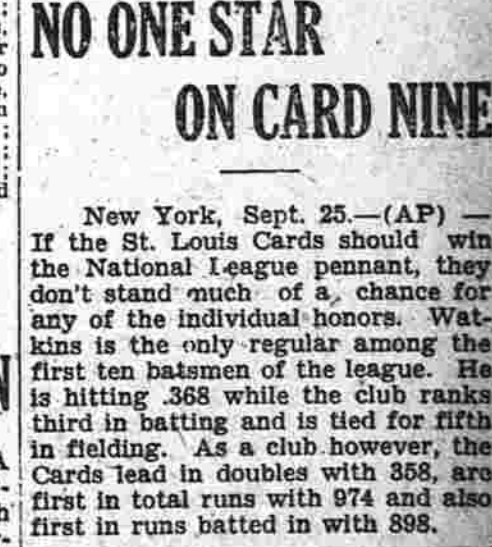 NO ONE STAR
ON CARD NINE
New York, Sept. 25.—(AP) —
If the St. Louis Cards should win
the National League pennant, they
don't stand much of a chance for
any of the individual honors. Wat-
kins is the only regular among the
first ten batsmen of the league. He
is hitting .368 while the club ranks
third in batting and is tied for fifth
in fielding. As a club however, the
Cards lead in doubles with 358, are
first in total runs with 974 and also
first in runs batted in with 898.